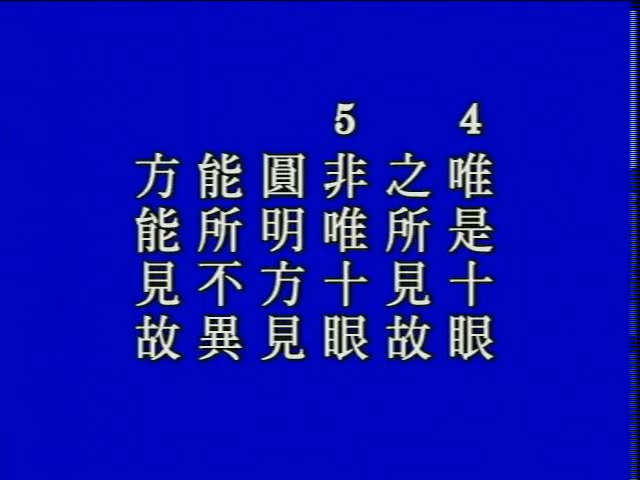 4
唯是十眼
之所見故
5
非唯十眼
圓明方見
能所不異
方能見故